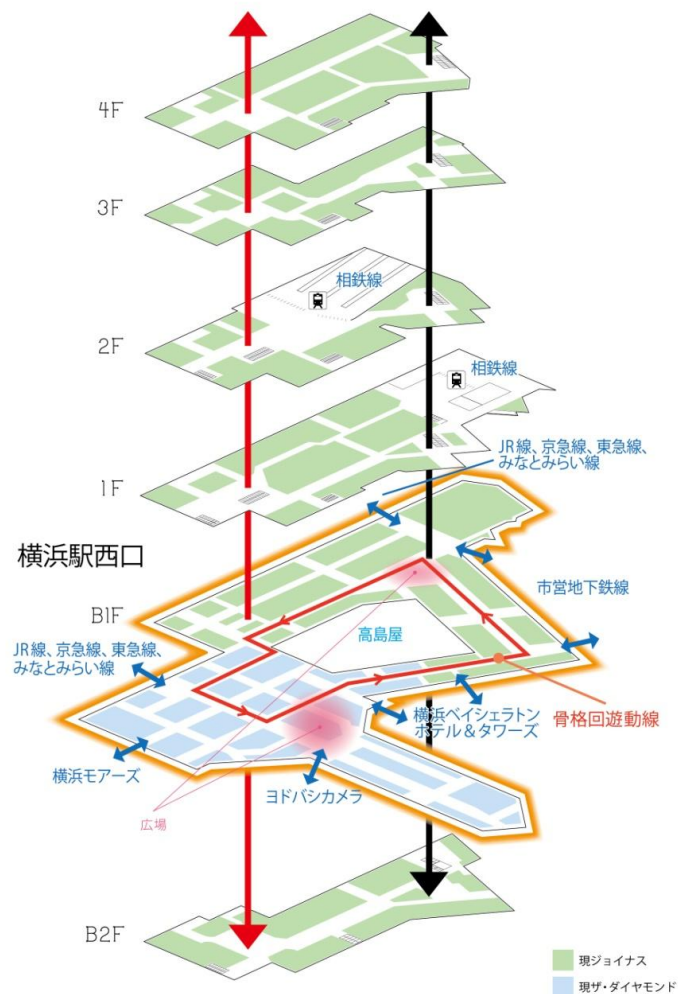 4F
3F
相鉄線
2F
相鉄線
JR線、京急線、東急線、
みなとみらい線
1F
横浜駅西口
市営地下鉄線
B1F
高島屋
JR線、京急線、東急線、
みなとみらい線
横浜ベイシェラトン
ホテル&タワーズ
骨格回遊動線
横浜モアーズ
ヨドバシカメラ
広場
B2F
現ジョイナス
現ザ・ダイヤモンド